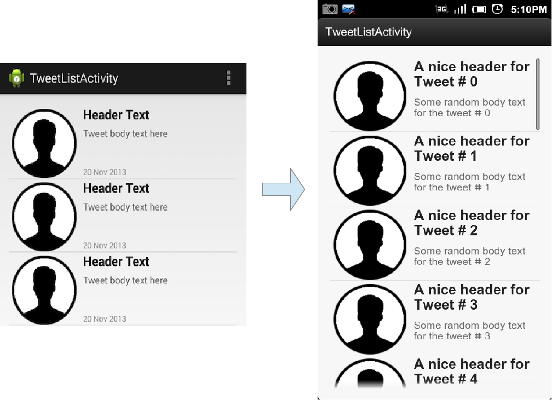 TweetListActivity
Header Text
Tweet body text here
20 Nov 2013
Header Text
Tweet body text here
20 Nov 2013
Header Text
Tweet body text here
20 Nov 2013
3G 5:10PM
TweetListActivity
A nice header for
Tweet # 0
Some random body text
for the tweet # 0
A nice header for
Tweet # 1
Some random body text
for the tweet # 1
A nice header for
Tweet # 2
Some random body text
for the tweet # 2
A nice header for
Tweet # 3
Some random body text
for the tweet # 3
A nice header for
Tweet # 4